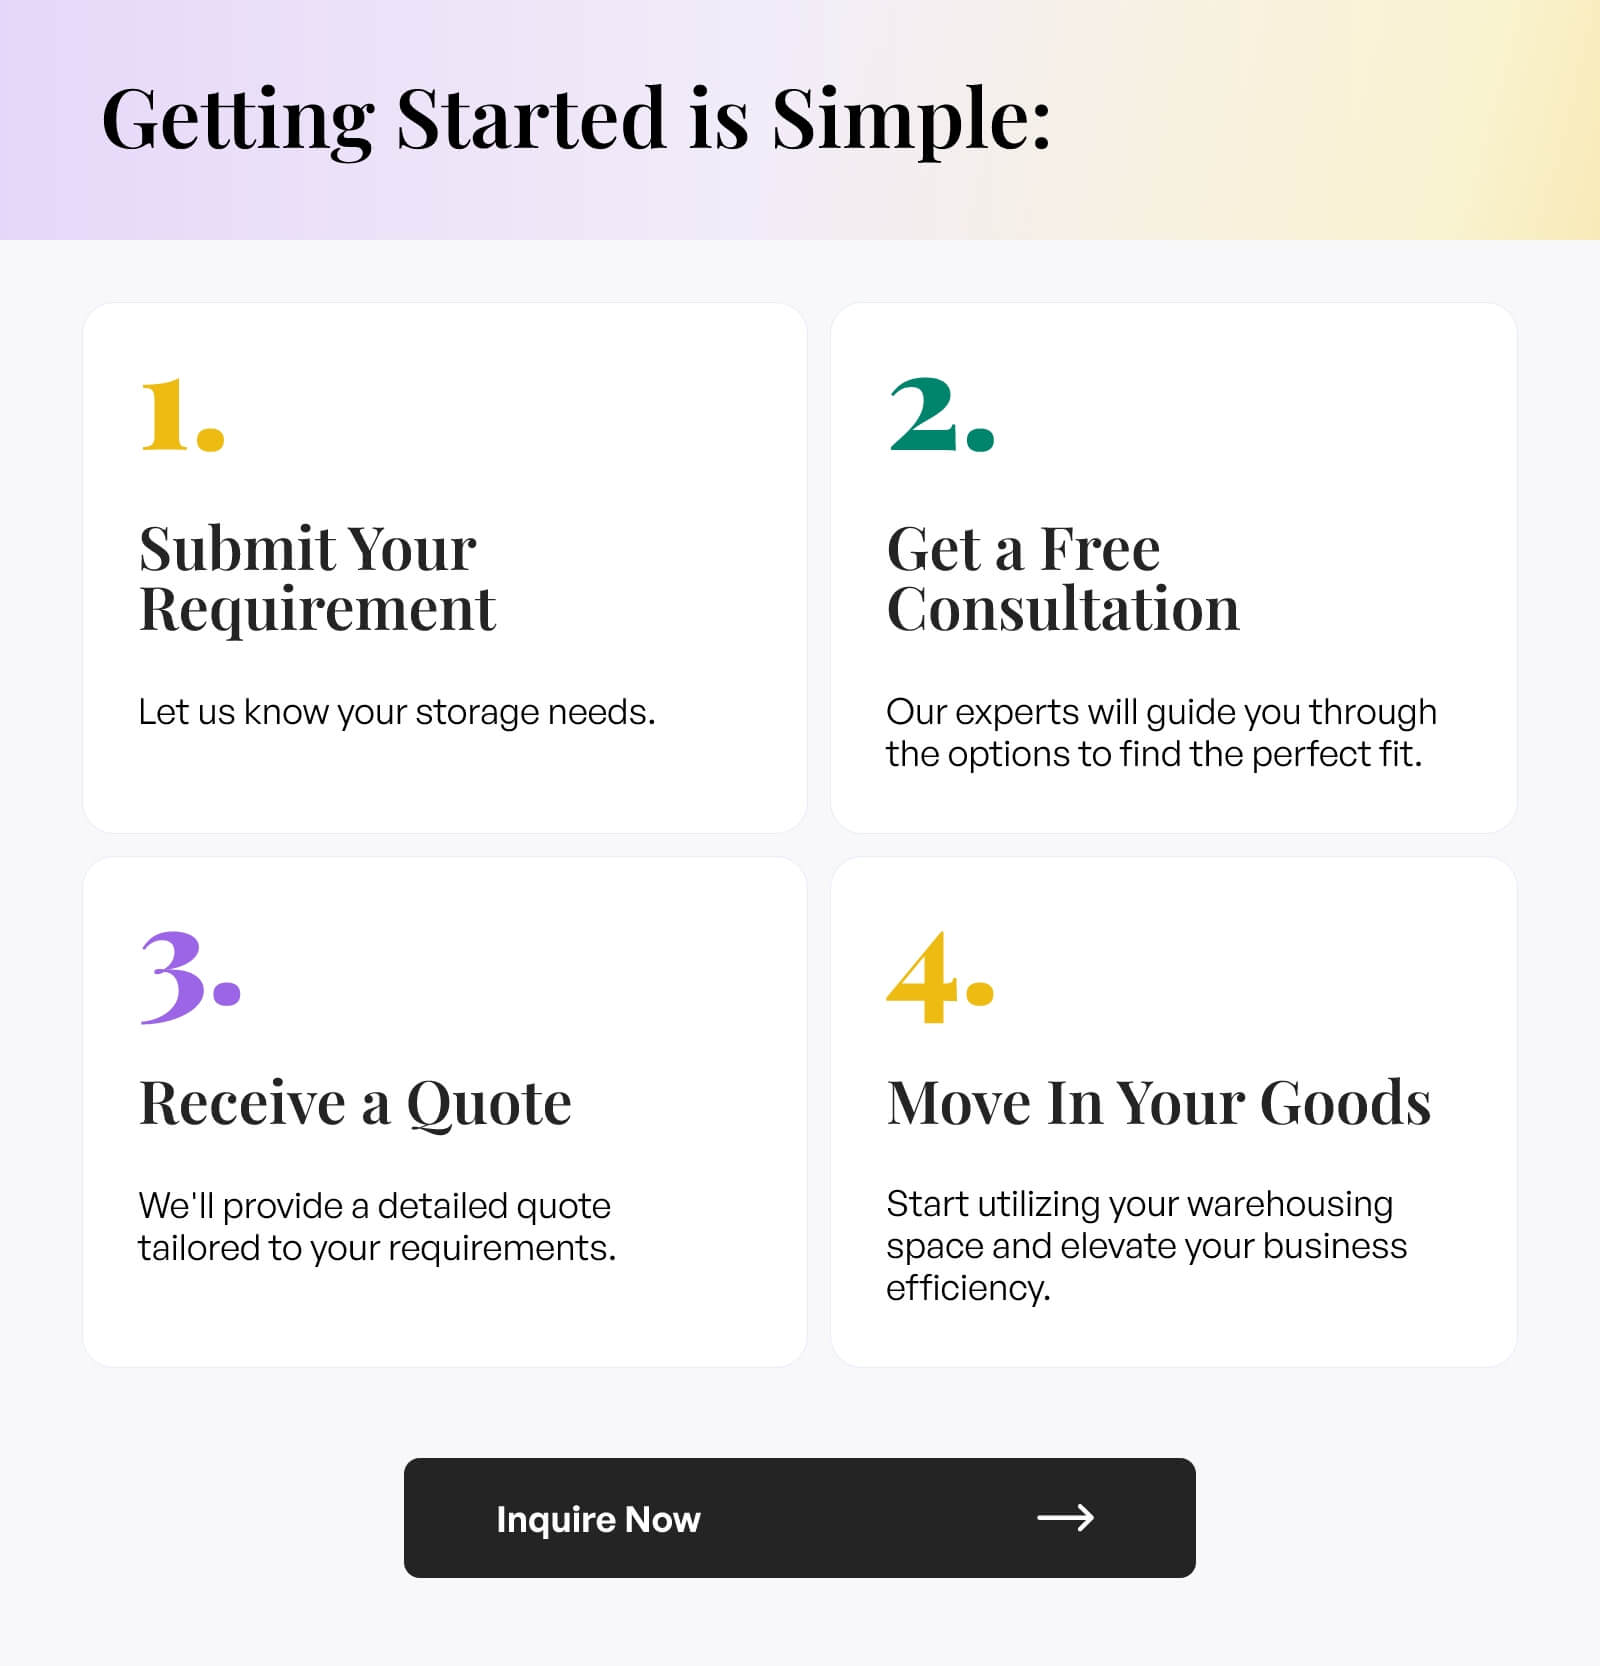 Getting Started is Simple:
1.
Submit Your
Requirement
Let us know your storage needs.
2.
Get a Free
Consultation
Our experts will guide you through
the options to find the perfect fit.
3.
Receive a Quote
We'll provide a detailed quote
tailored to your requirements.
4.
Move In Your Goods
Start utilizing your warehousing
space and elevate your business
efficiency.
Inquire Now